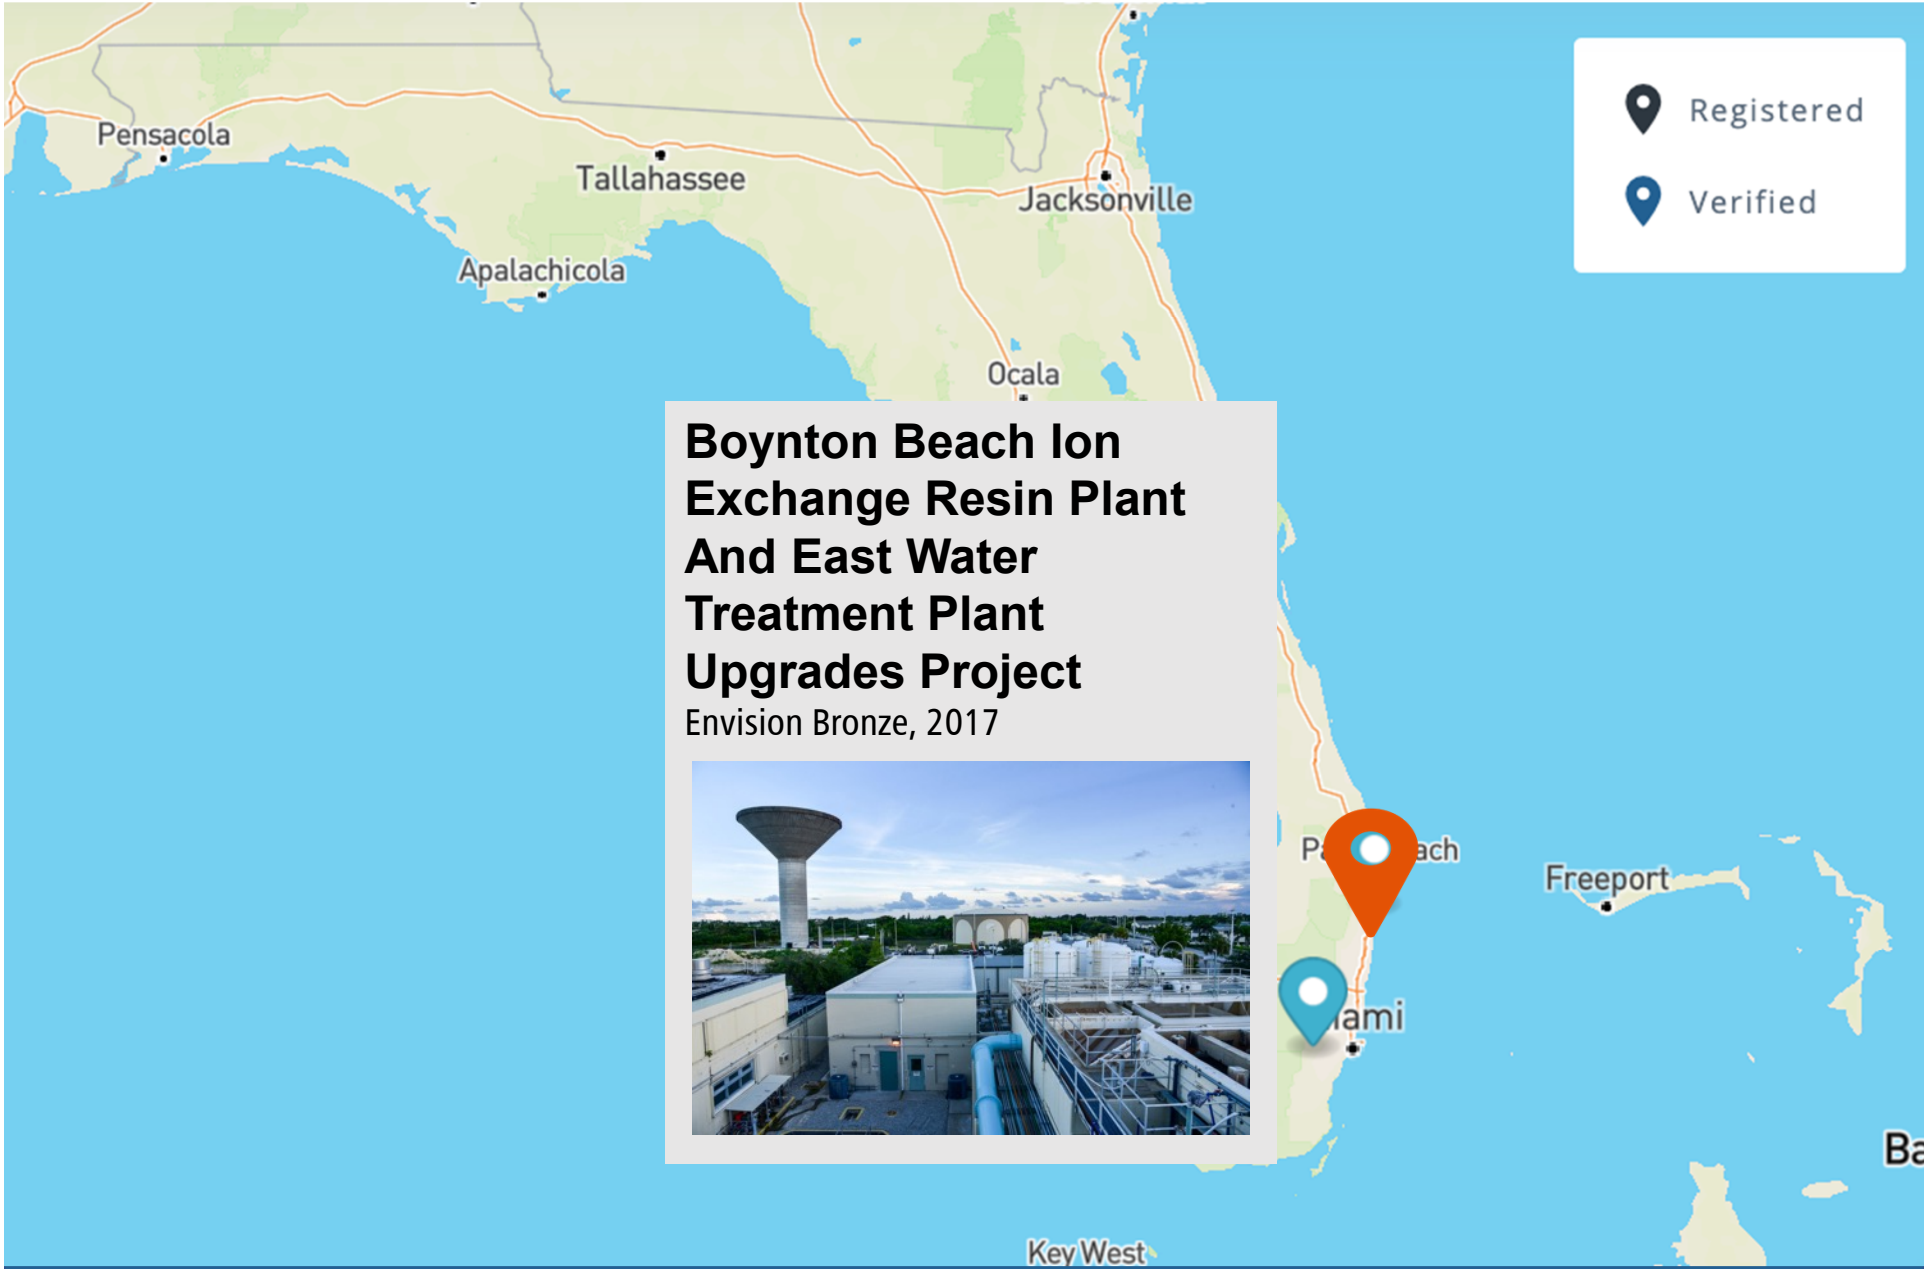 Registered
Verified
Pensacola
Tallahassee
Jacksonville
Apalachicola
Ocala
Boynton Beach Ion
Exchange Resin Plant
And East Water
Treatment Plant
Upgrades Project
Envision Bronze, 2017
Freeport
Key West